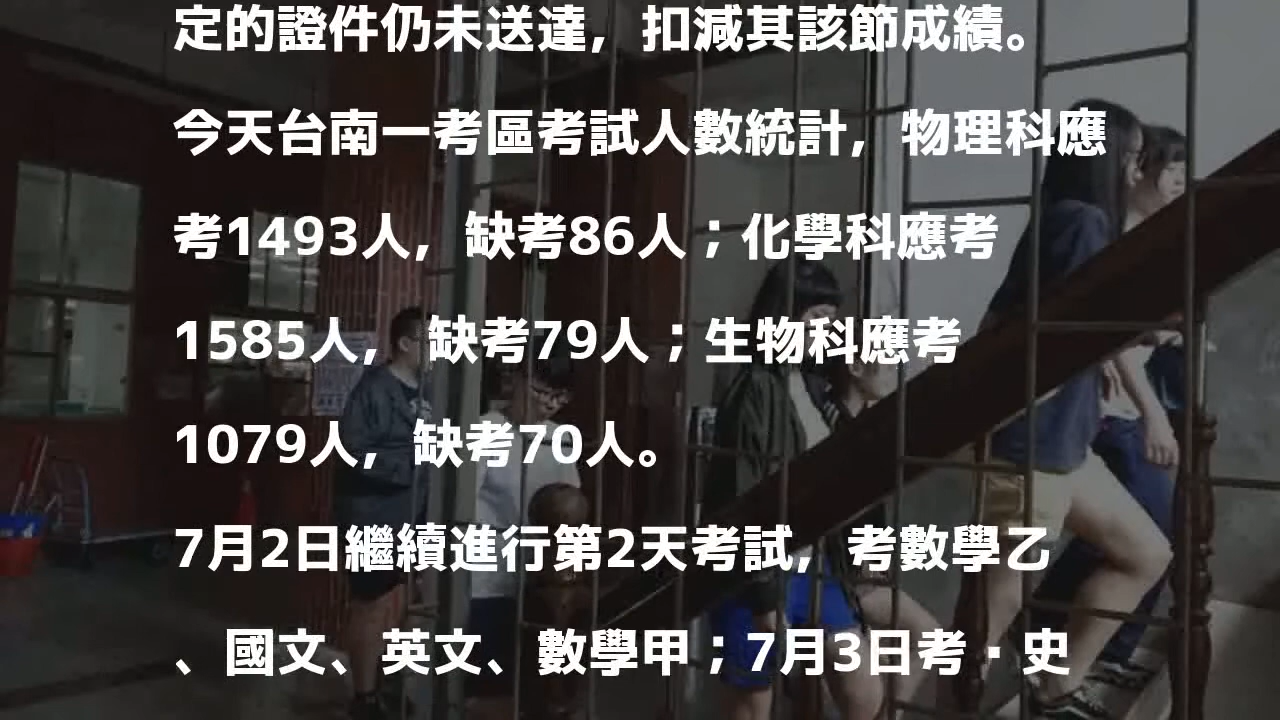 定的證件仍未送達，扣減其該節成績。
今天台南一考區考試人數統計，物理科應
考1493人，缺考86人；化學科應考
1585人， 缺考79人；生物科應考
1079人，缺考70人。
7月2日繼續進行第2天考試，考數學乙
、國文、英文、數學甲；7月3日考·史